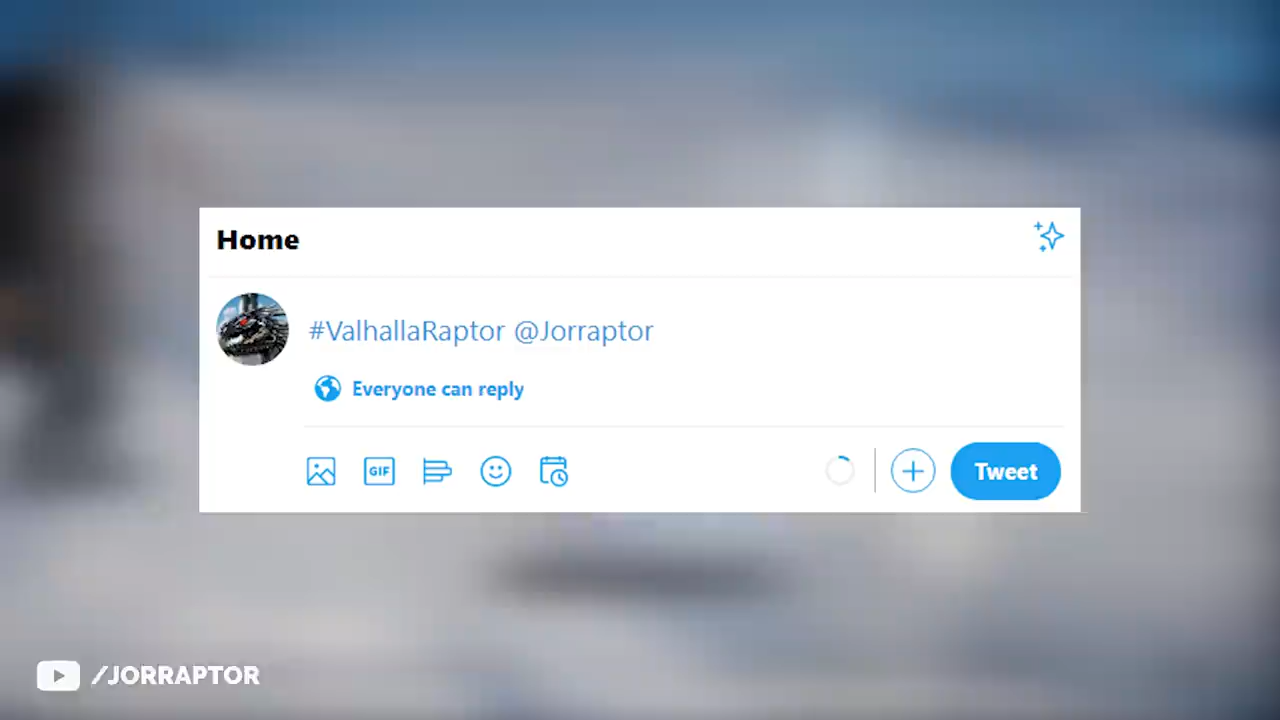 Home
#ValhallaRaptor @Jorraptor
Everyone can reply
GIF
Tweet
/JORRAPTOR